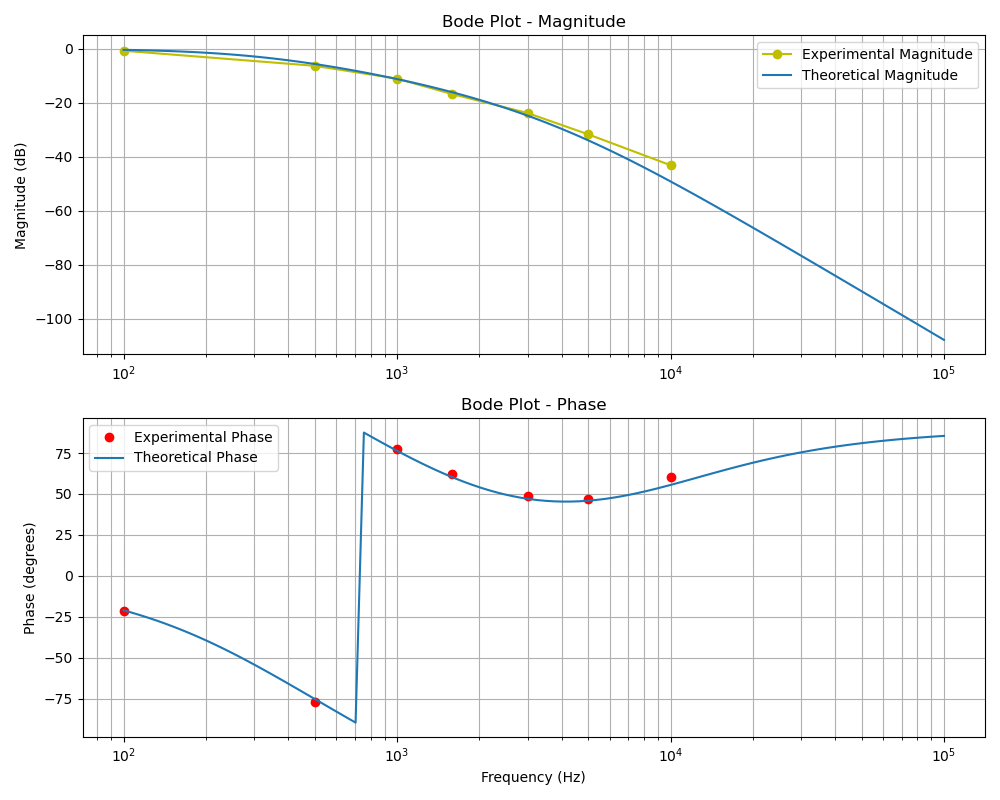 Bode Plot - Magnitude
Experimental Magnitude
Theoretical Magnitude
Magnitude (dB)
0
−20
−40
−60
−80
−100
10²
10³
10⁴
10⁵
Bode Plot - Phase
Experimental Phase
Theoretical Phase
Phase (degrees)
75
50
25
0
−25
−50
−75
10²
10³
10⁴
10⁵
Frequency (Hz)